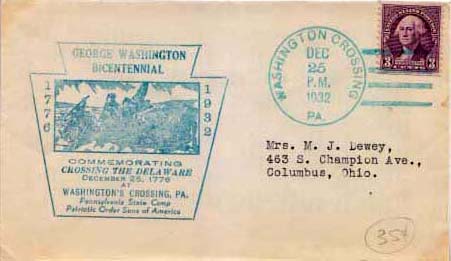 GEORGE WASHINGTON
BICENTENNIAL
1776
1932
COMMEMORATING
CROSSING THE DELAWARE
DECEMBER 25, 1776
AT
WASHINGTON'S CROSSING, PA.
Pennsylvania State Camp
Patriotic Order Sons of America
WASHINGTON CROSSING
DEC
25
P.M.
1932
PA.
3
3
Mrs. M. J. Dewey,
463 S. Champion Ave.,
Columbus, Ohio.
35¢